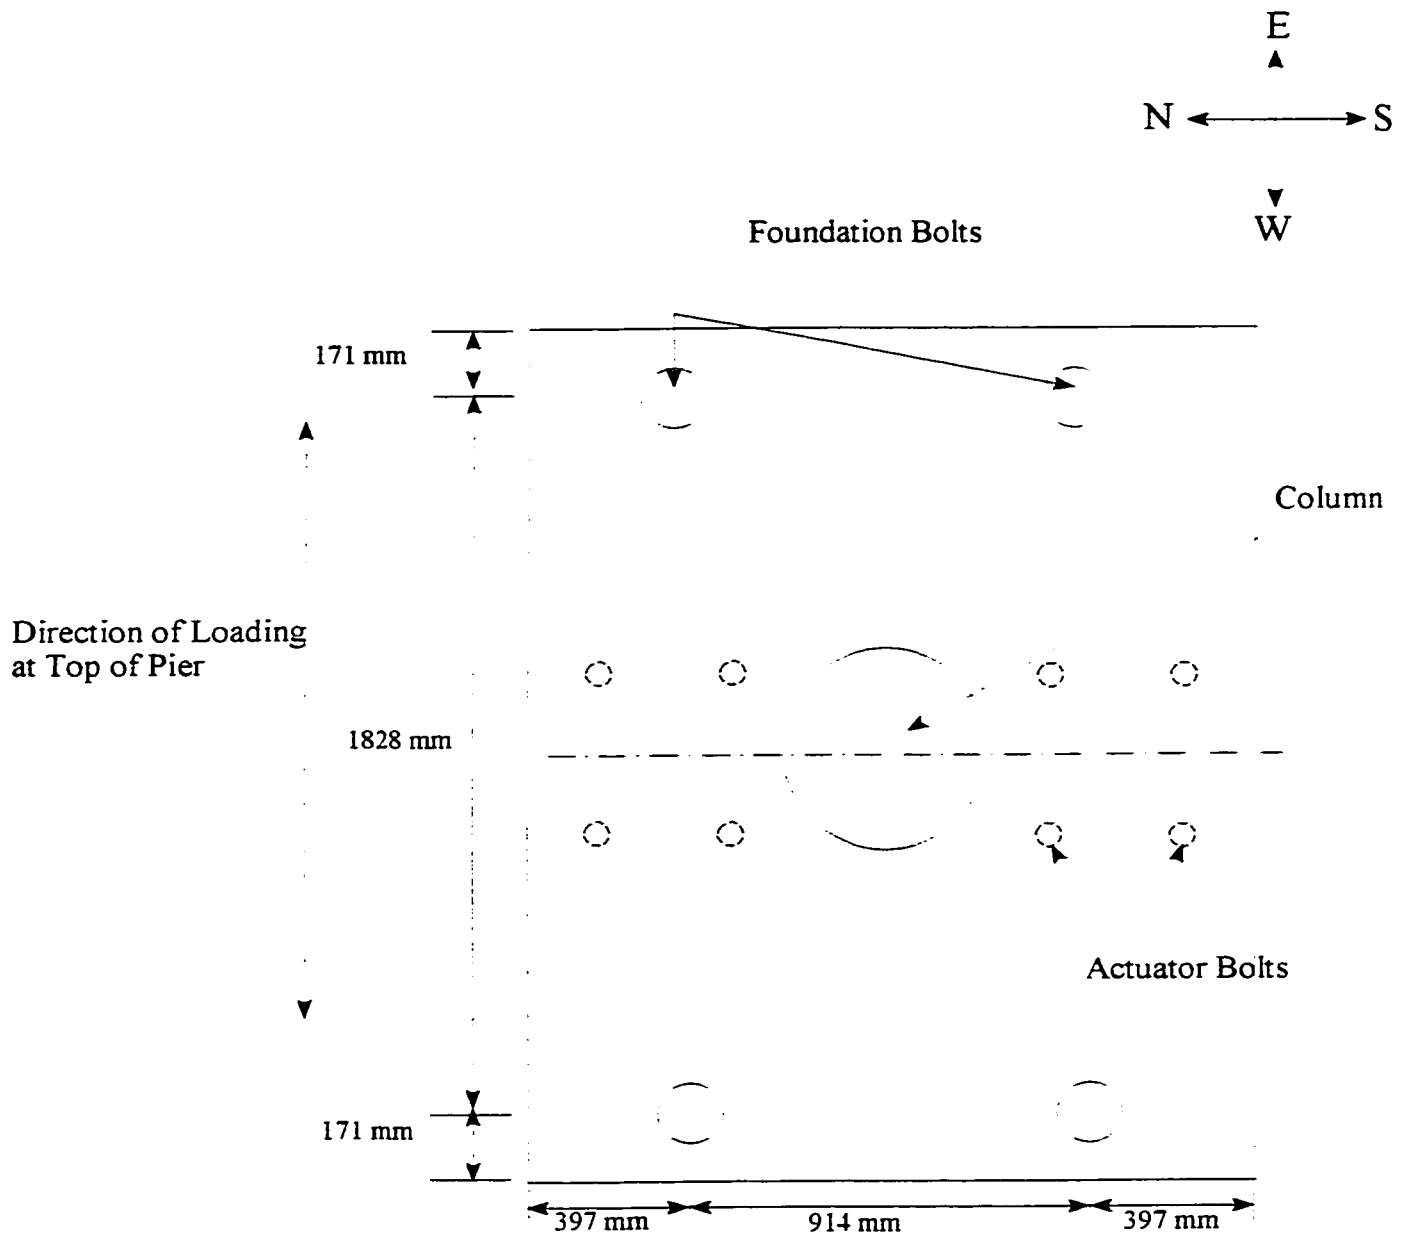 E
N S
W
Foundation Bolts
171 mm
Column
Direction of Loading
at Top of Pier
1828 mm
Actuator Bolts
171 mm
397 mm 914 mm 397 mm